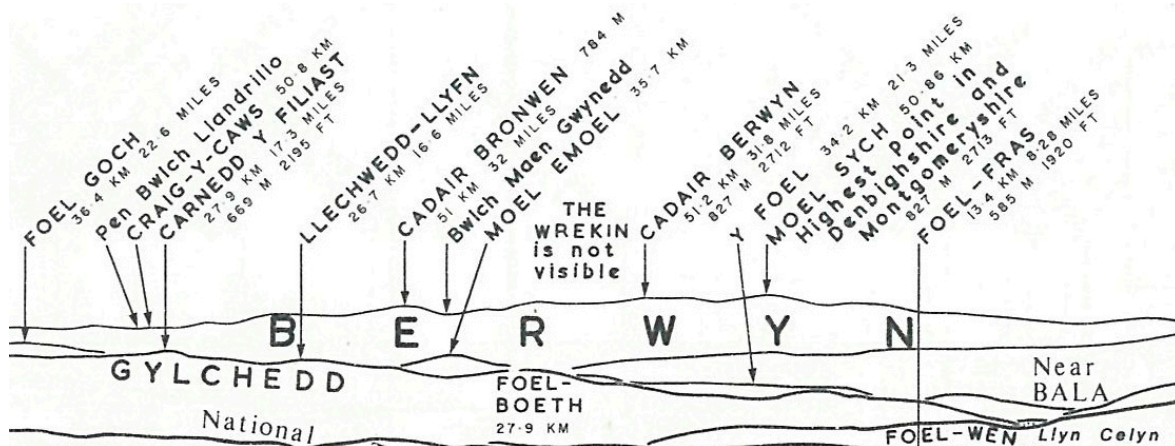 FOEL GOCH
36·4 KM 22·6 MILES
Pen Bwlch Llandrillo
CRAIG-Y-CAWS 50·8 KM
CARNEDD Y FILIAST
27·9 KM 17·3 MILES
669 M 2195 FT
LLECHWEDD-LLYFN
26·7 KM 16·6 MILES
CADAIR BRONWEN 784 M
51 KM 32 MILES
Bwlch Maen Gwynedd
MOEL EMOEL 35·7 KM
THE
WREKIN
is not
visible
CADAIR BERWYN
51·2 KM 31·8 MILES
827 M 2712 FT
Y FOEL 34·2 KM 21·3 MILES
MOEL SYCH 50·86 KM
Highest Point in
Denbighshire and
Montgomeryshire
827 M 2713 FT
FOEL-FRAS
13·4 KM 8·28 MILES
585 M 1920 FT
BERWYN
GYLCHEDD
FOEL-
BOETH
27·9 KM
Near
BALA
National
FOEL-WEN Llyn Celyn